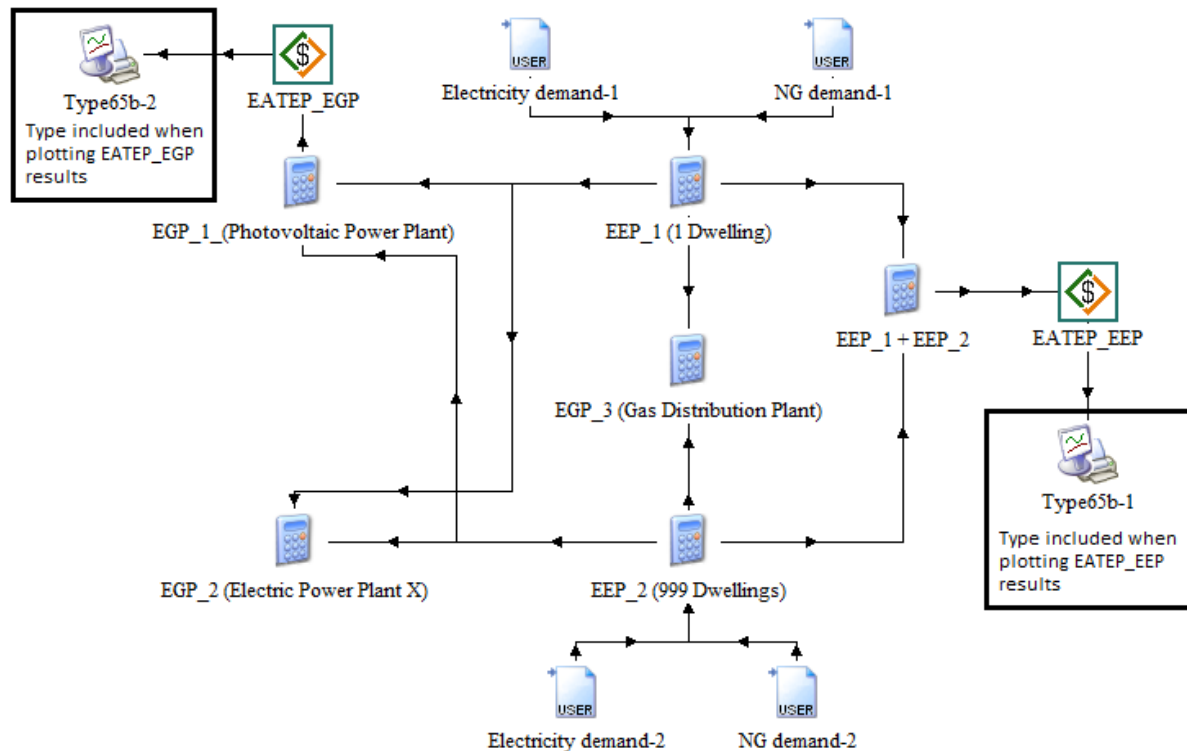 USER
USER
Type65b-2
EATEP_EGP
Electricity demand-1
NG demand-1
Type included when
plotting EATEP_EGP
results
EGP_1_(Photovoltaic Power Plant)
EEP_1 (1 Dwelling)
EEP_1 + EEP_2
EATEP_EEP
EGP_3 (Gas Distribution Plant)
Type65b-1
Type included when
plotting EATEP_EEP
results
EGP_2 (Electric Power Plant X)
EEP_2 (999 Dwellings)
USER
USER
Electricity demand-2
NG demand-2